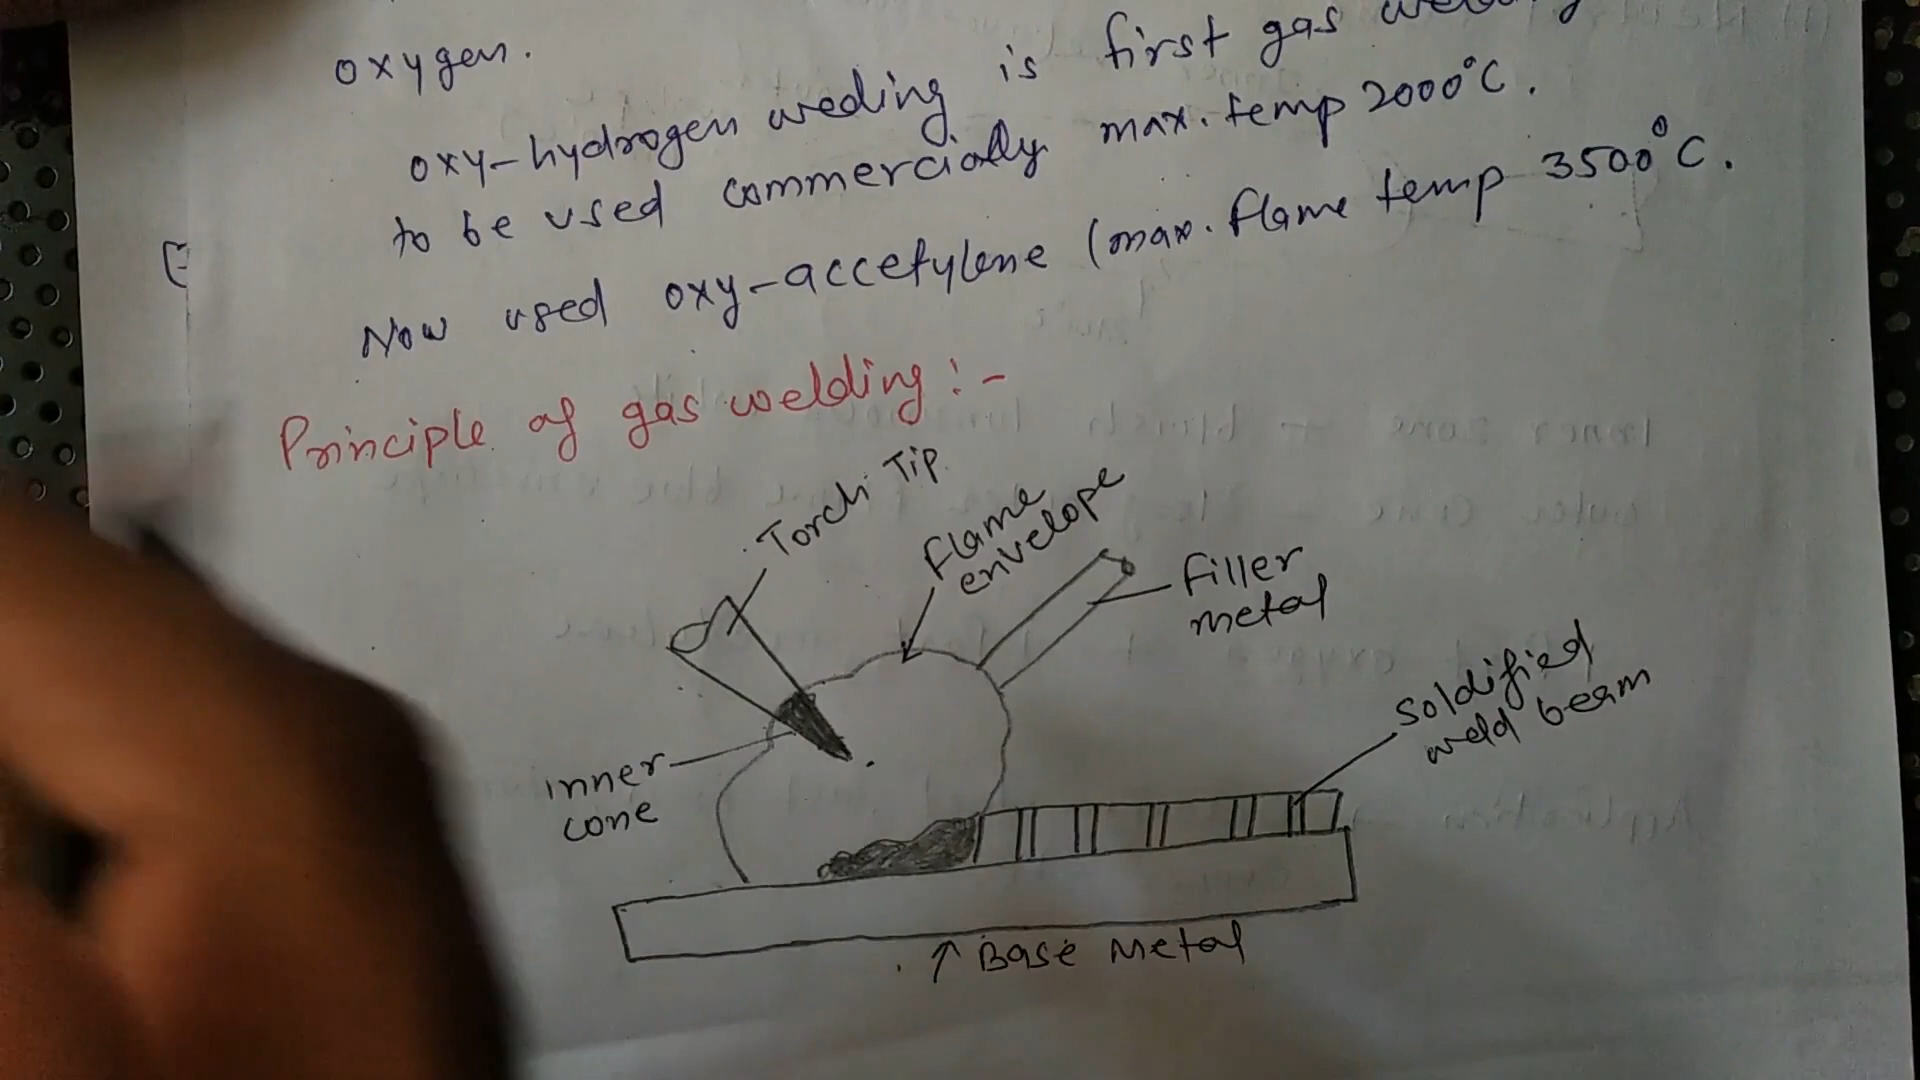 oxygen.
oxy-hydrogen weding is first gas
to be used commercially max. temp 2000°C.
Now used oxy-accetylene (max. flame temp 3500°C.
Principle of gas welding :-
Torch Tip
Flame
envelope
Filler
metal
Soldified
weld beam
inner
cone
↑ Base Metal